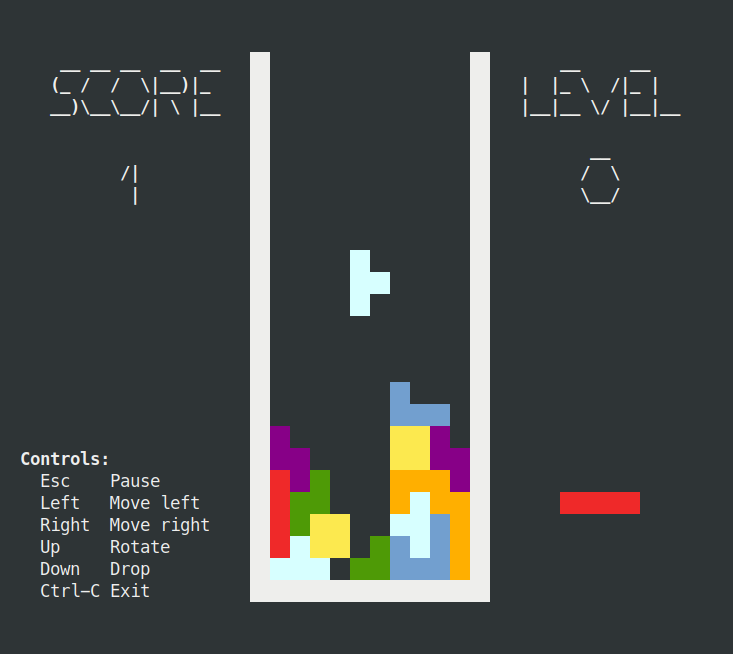 SCORE
LEVEL
1
0
Controls:
Esc Pause
Left Move left
Right Move right
Up Rotate
Down Drop
Ctrl−C Exit